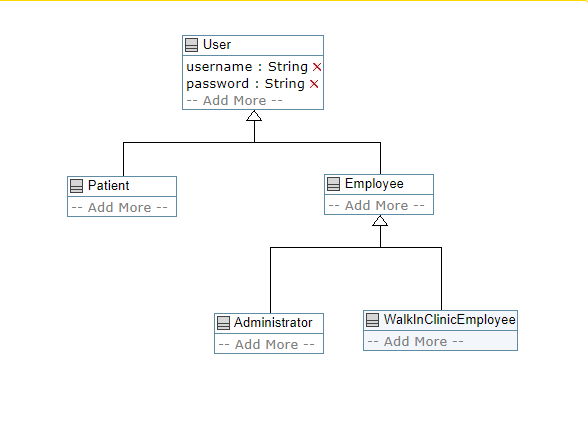 User
username : String
password : String
-- Add More --
Patient
-- Add More --
Employee
-- Add More --
Administrator
-- Add More --
WalkInClinicEmployee
-- Add More --